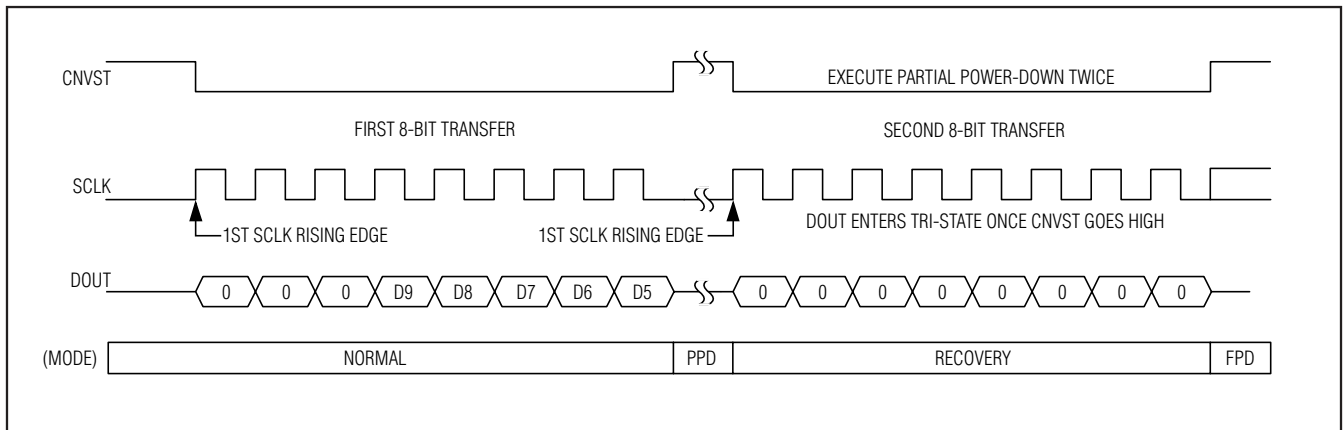 CNVST
EXECUTE PARTIAL POWER-DOWN TWICE
FIRST 8-BIT TRANSFER
SECOND 8-BIT TRANSFER
SCLK
DOUT ENTERS TRI-STATE ONCE CNVST GOES HIGH
1ST SCLK RISING EDGE
1ST SCLK RISING EDGE
DOUT
0 0 0 D9 D8 D7 D6 D5 0 0 0 0 0 0 0 0
(MODE) NORMAL PPD RECOVERY FPD